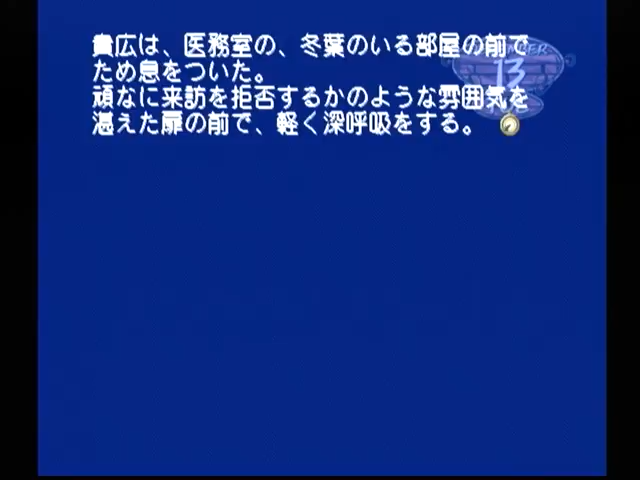 貴広は、医務室の、冬葉のいる部屋の前で
ため息をついた。
頑なに来訪を拒否するかのような雰囲気を
湛えた扉の前で、軽く深呼吸をする。
13